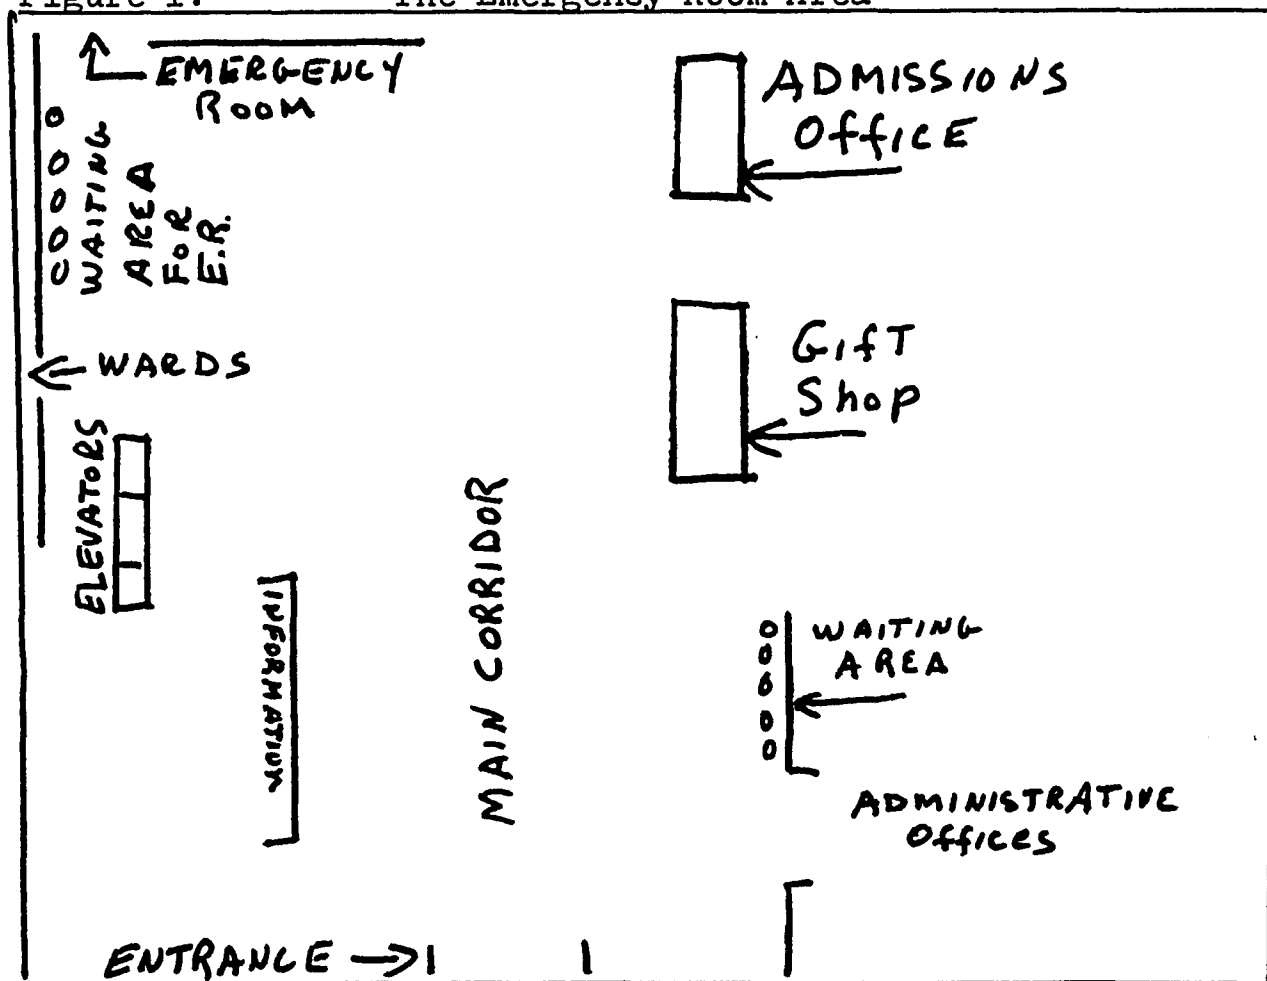 Figure 1. The Emergency Room Area
EMERGENCY
ROOM
WAITING
AREA
FOR
E.R.
WARDS
ELEVATORS
INFORMATION
MAIN CORRIDOR
ENTRANCE
ADMISSIONS
OffICE
GIfT
Shop
WAITING
AREA
ADMINISTRATIVE
Offices